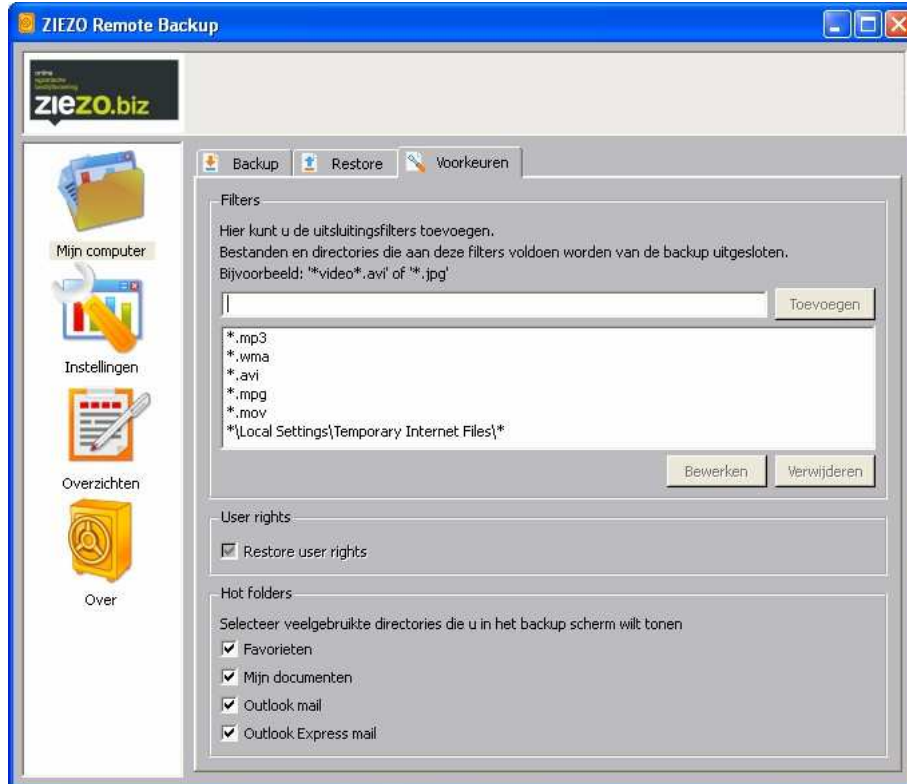 ZIEZO Remote Backup
online
ziezo.biz
Backup
Restore
Voorkeuren
Mijn computer
Instellingen
Overzichten
Over
Filters
Hier kunt u de uitsluitingsfilters toevoegen.
Bestanden en directories die aan deze filters voldoen worden van de backup uitgesloten.
Bijvoorbeeld: '*video*.avi' of '*.jpg'
Toevoegen
*.mp3
*.wma
*.avi
*.mpg
*.mov
*\Local Settings\Temporary Internet Files\*
Bewerken
Verwijderen
User rights
Restore user rights
Hot folders
Selecteer veelgebruikte directories die u in het backup scherm wilt tonen
Favorieten
Mijn documenten
Outlook mail
Outlook Express mail